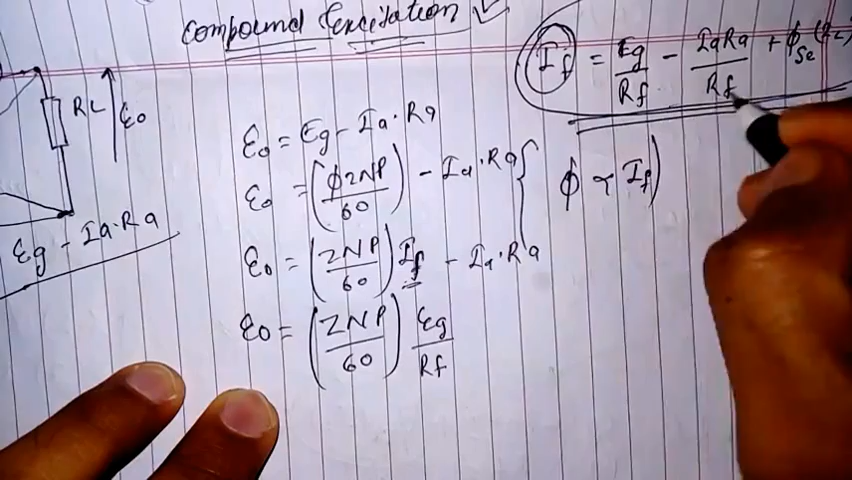 Compound Excitation
I_f = Eg/Rf - IaRa/Rf + ϕse(
RL
E0
E0 = Eg - Ia·Ra
E0 = (ϕZNP/60) - Ia·Ra
ϕ ∝ If)
Eg - Ia·Ra
E0 = (ZNP/60) If - Ia·Ra
E0 = (ZNP/60) Eg/Rf